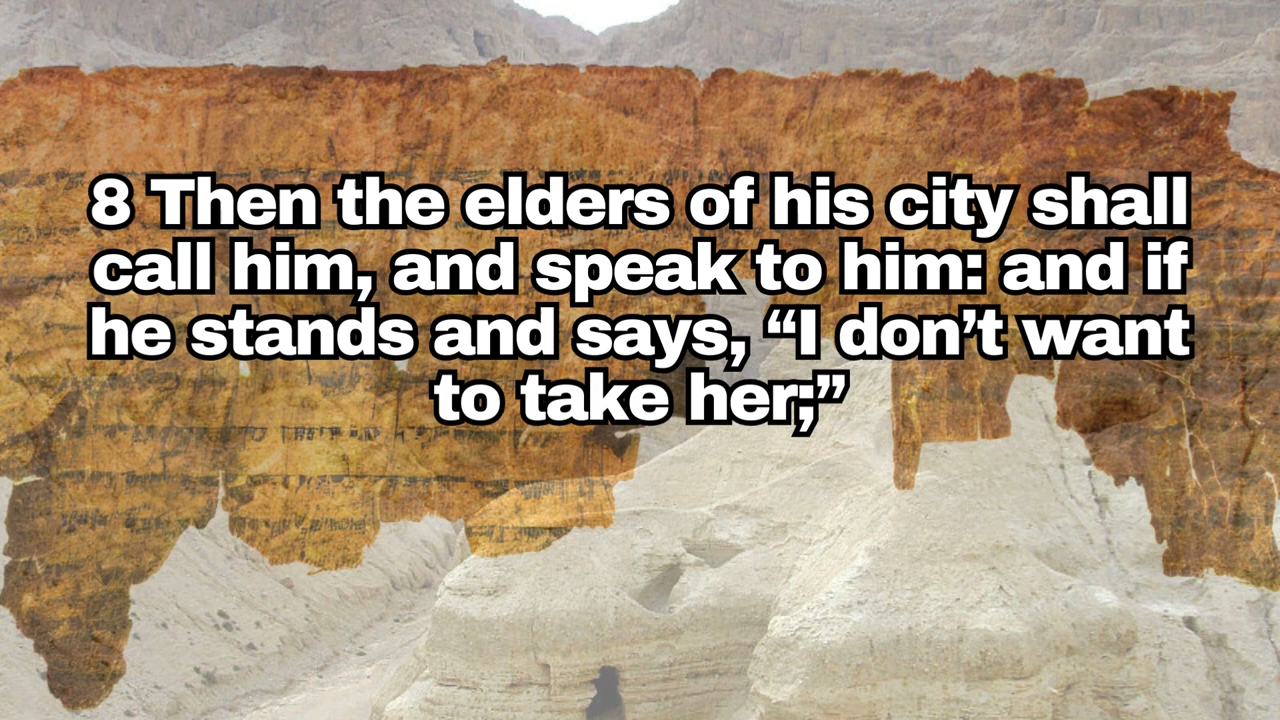 8 Then the elders of his city shall
call him, and speak to him: and if
he stands and says, “I don’t want
to take her;”